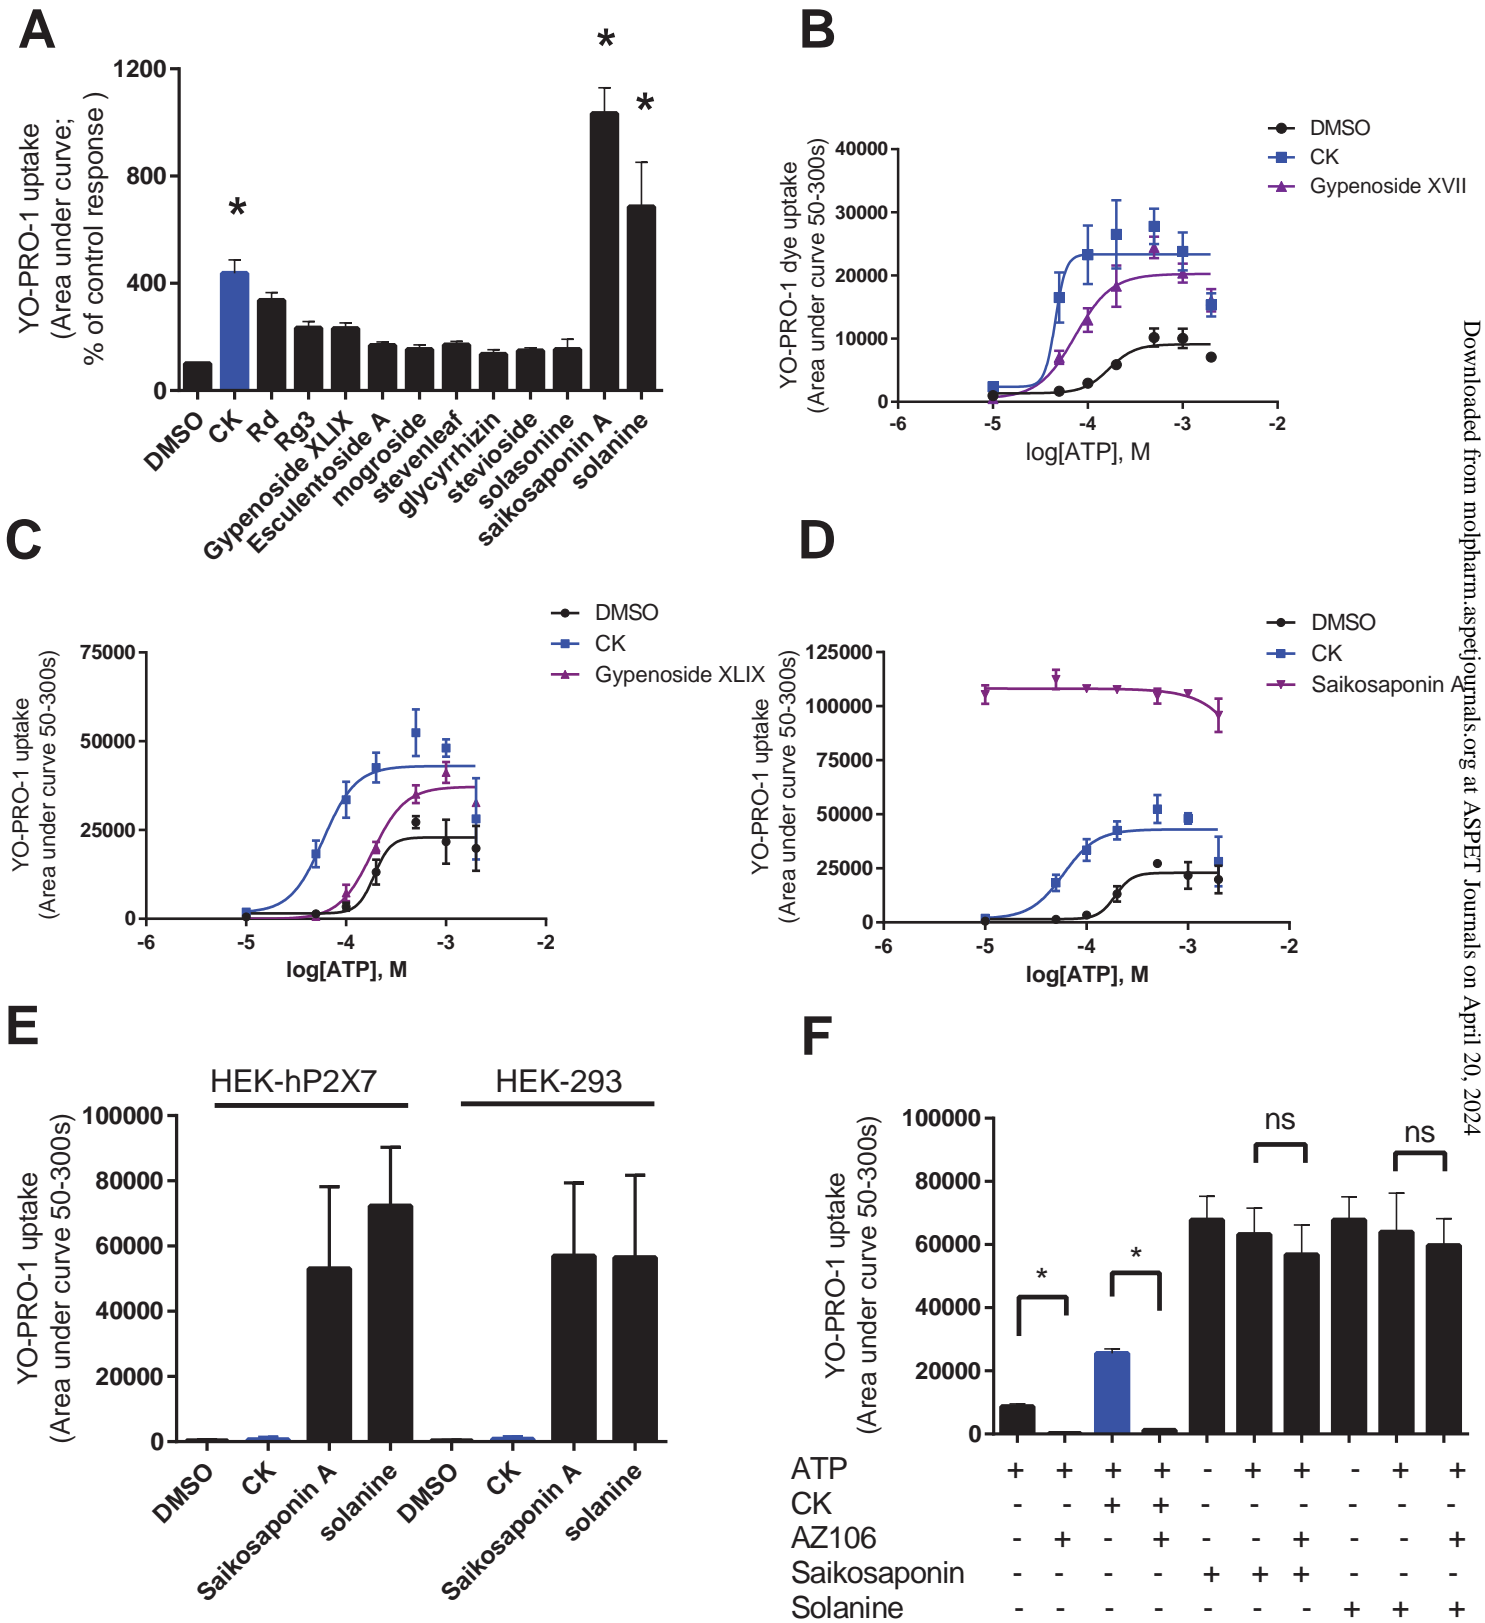 A
YO-PRO-1 uptake
(Area under curve;
% of control response )
1200
800
400
0
*
*
*
DMSO
CK
Rd
Rg3
Gypenoside XLIX
Esculentoside A
mogroside
stevenleaf
glycyrrhizin
stevioside
solasonine
saikosaponin A
solanine
B
DMSO
CK
Gypenoside XVII
YO-PRO-1 dye uptake
(Area under curve 50-300s)
40000
30000
20000
10000
0
-6 -5 -4 -3 -2
log[ATP], M
C
DMSO
CK
Gypenoside XLIX
YO-PRO-1 uptake
(Area under curve 50-300s)
75000
50000
25000
0
-6 -5 -4 -3 -2
log[ATP], M
D
DMSO
CK
Saikosaponin A
YO-PRO-1 uptake
(Area under curve 50-300s)
125000
100000
75000
50000
25000
0
-6 -5 -4 -3 -2
log[ATP], M
E
HEK-hP2X7 HEK-293
YO-PRO-1 uptake
(Area under curve 50-300s)
100000
80000
60000
40000
20000
0
DMSO
CK
Saikosaponin A
solanine
DMSO
CK
Saikosaponin A
solanine
F
YO-PRO-1 uptake
(Area under curve 50-300s)
100000
80000
60000
40000
20000
0
*
*
ns
ns
ATP + + + + - + + - + +
CK - - + + - - - - - -
AZ106 - + - + - - + - - +
Saikosaponin - - - - + + + - - -
Solanine - - - - - - - + + +
Downloaded from molpharm.aspetjournals.org at ASPET Journals on April 20, 2024